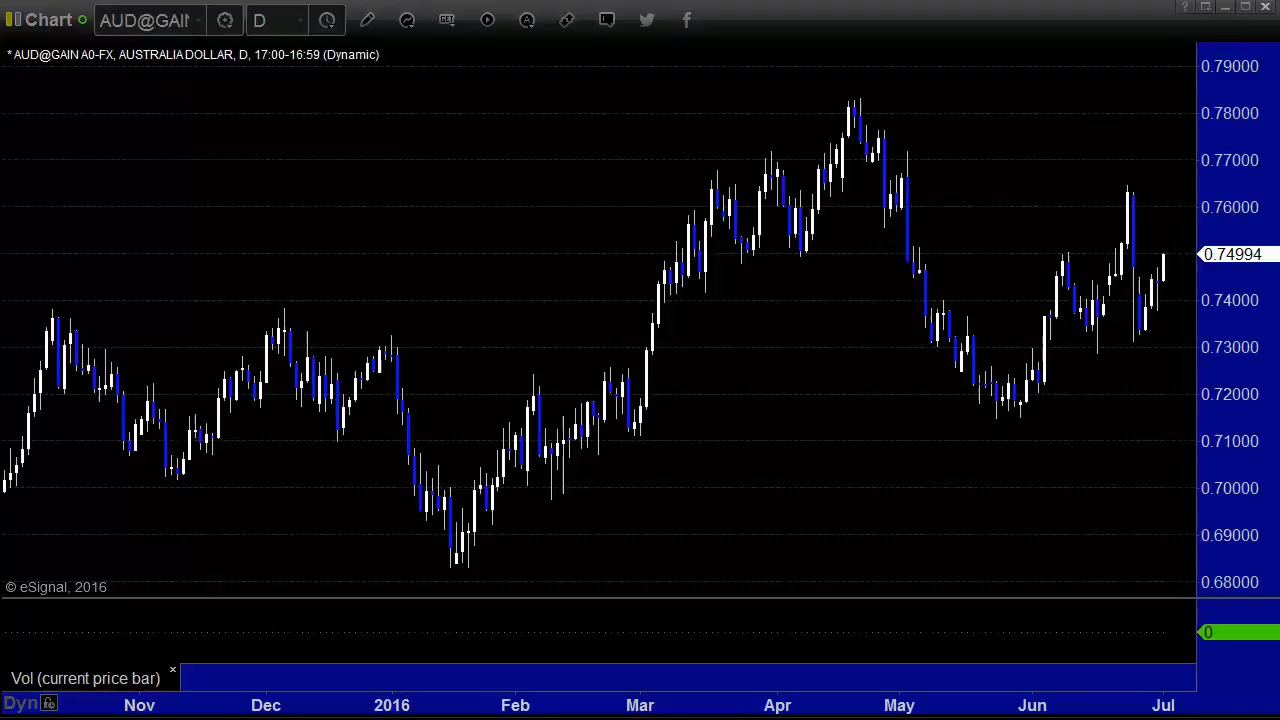 Chart AUD@GAIN D GET A ?
* AUD@GAIN A0-FX, AUSTRALIA DOLLAR, D, 17:00-16:59 (Dynamic)
0.79000
0.78000
0.77000
0.76000
0.74994
0.74000
0.73000
0.72000
0.71000
0.70000
0.69000
0.68000
© eSignal, 2016
0
Vol (current price bar) ×
Dyn Nov Dec 2016 Feb Mar Apr May Jun Jul